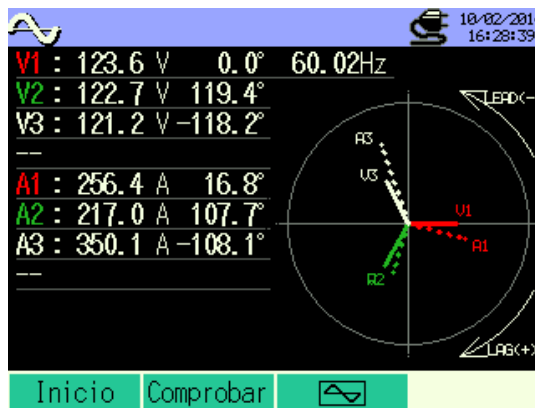 10/02/201
16:28:39
V1 : 123.6 V 0.0° 60.02Hz
V2 : 122.7 V 119.4°
V3 : 121.2 V -118.2°
--
A1 : 256.4 A 16.8°
A2 : 217.0 A 107.7°
A3 : 350.1 A -108.1°
--
LEAD(-
A3
V3
V1
A1
A2
LAG(+)
Inicio Comprobar